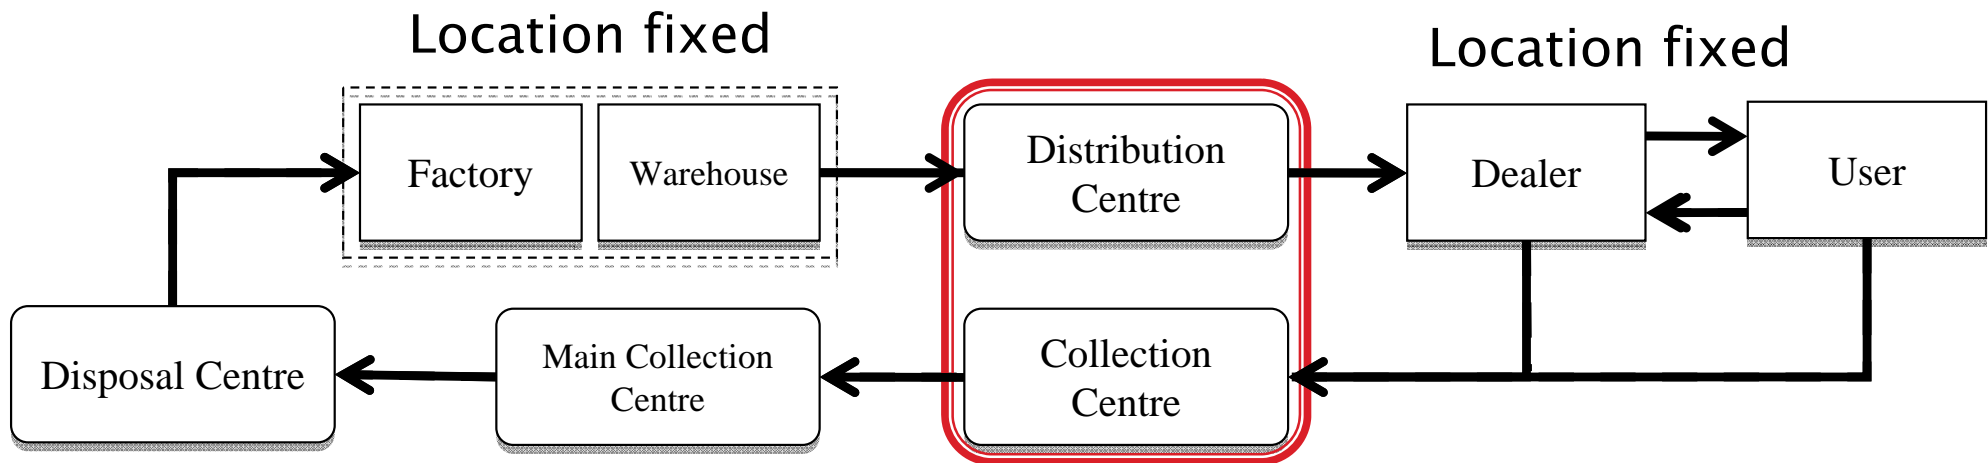 Location fixed
Location fixed
Factory
Warehouse
Distribution
Centre
Dealer
User
Disposal Centre
Main Collection
Centre
Collection
Centre